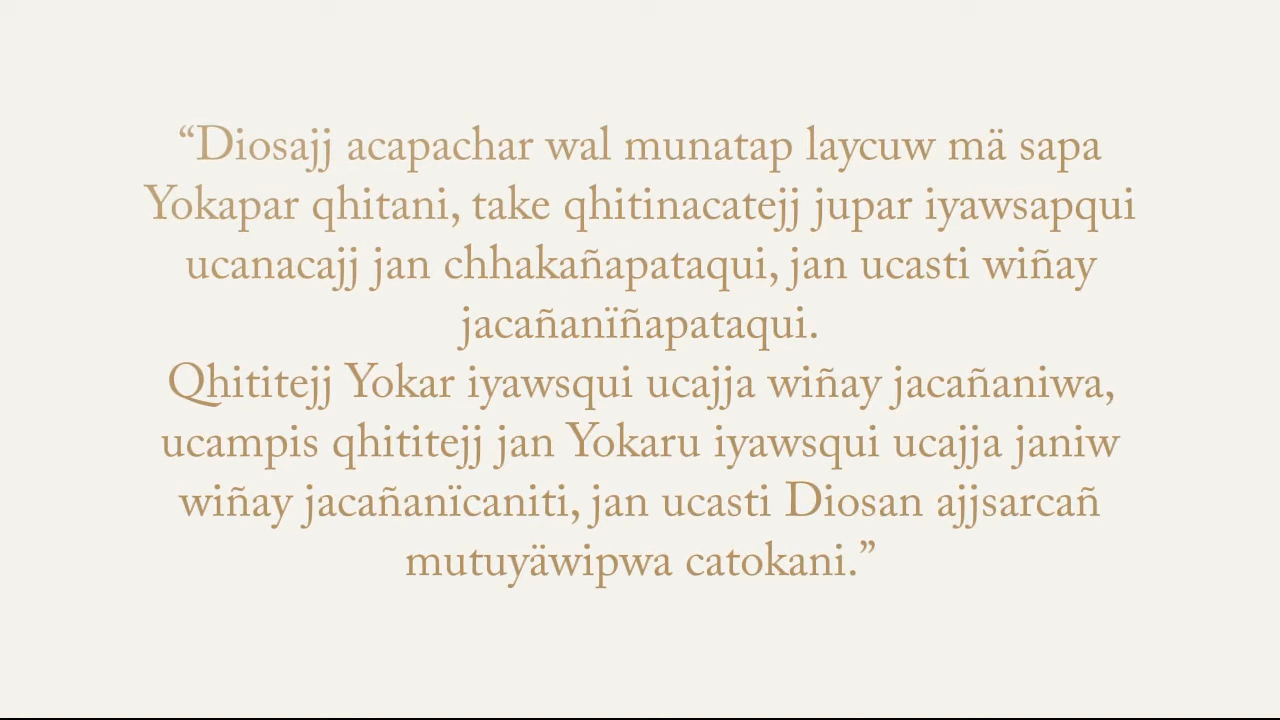 “Diosajj acapachar wal munatap laycuw mä sapa
Yokapar qhitani, take qhitinacatejj jupar iyawsapqui
ucanacajj jan chhakañapataqui, jan ucasti wiñay
jacañanïñapataqui.
Qhititejj Yokar iyawsqui ucajja wiñay jacañaniwa,
ucampis qhititejj jan Yokaru iyawsqui ucajja janiw
wiñay jacañanïcaniti, jan ucasti Diosan ajjsarcañ
mutuyäwipwa catokani.”